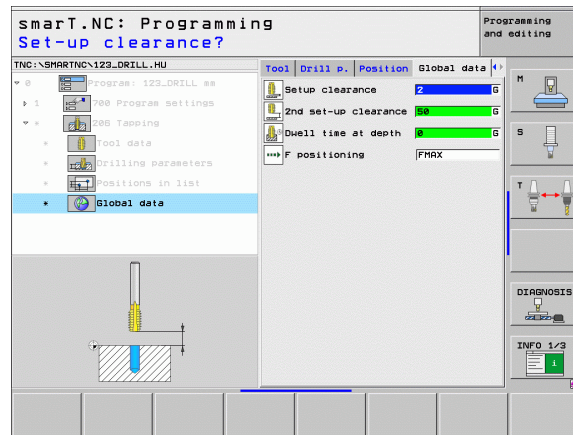 smarT.NC: Programming
Set-up clearance?
Programming
and editing
TNC:\SMARTNC\123_DRILL.HU
0 Program: 123_DRILL mm
1 700 Program settings
* 206 Tapping
* Tool data
* Drilling parameters
* Positions in list
* Global data
Tool Drill p. Position Global data
Setup clearance 2 G
2nd set-up clearance 50 G
Dwell time at depth 0 G
F positioning FMAX
M
S
T
DIAGNOSIS
INFO 1/3
i